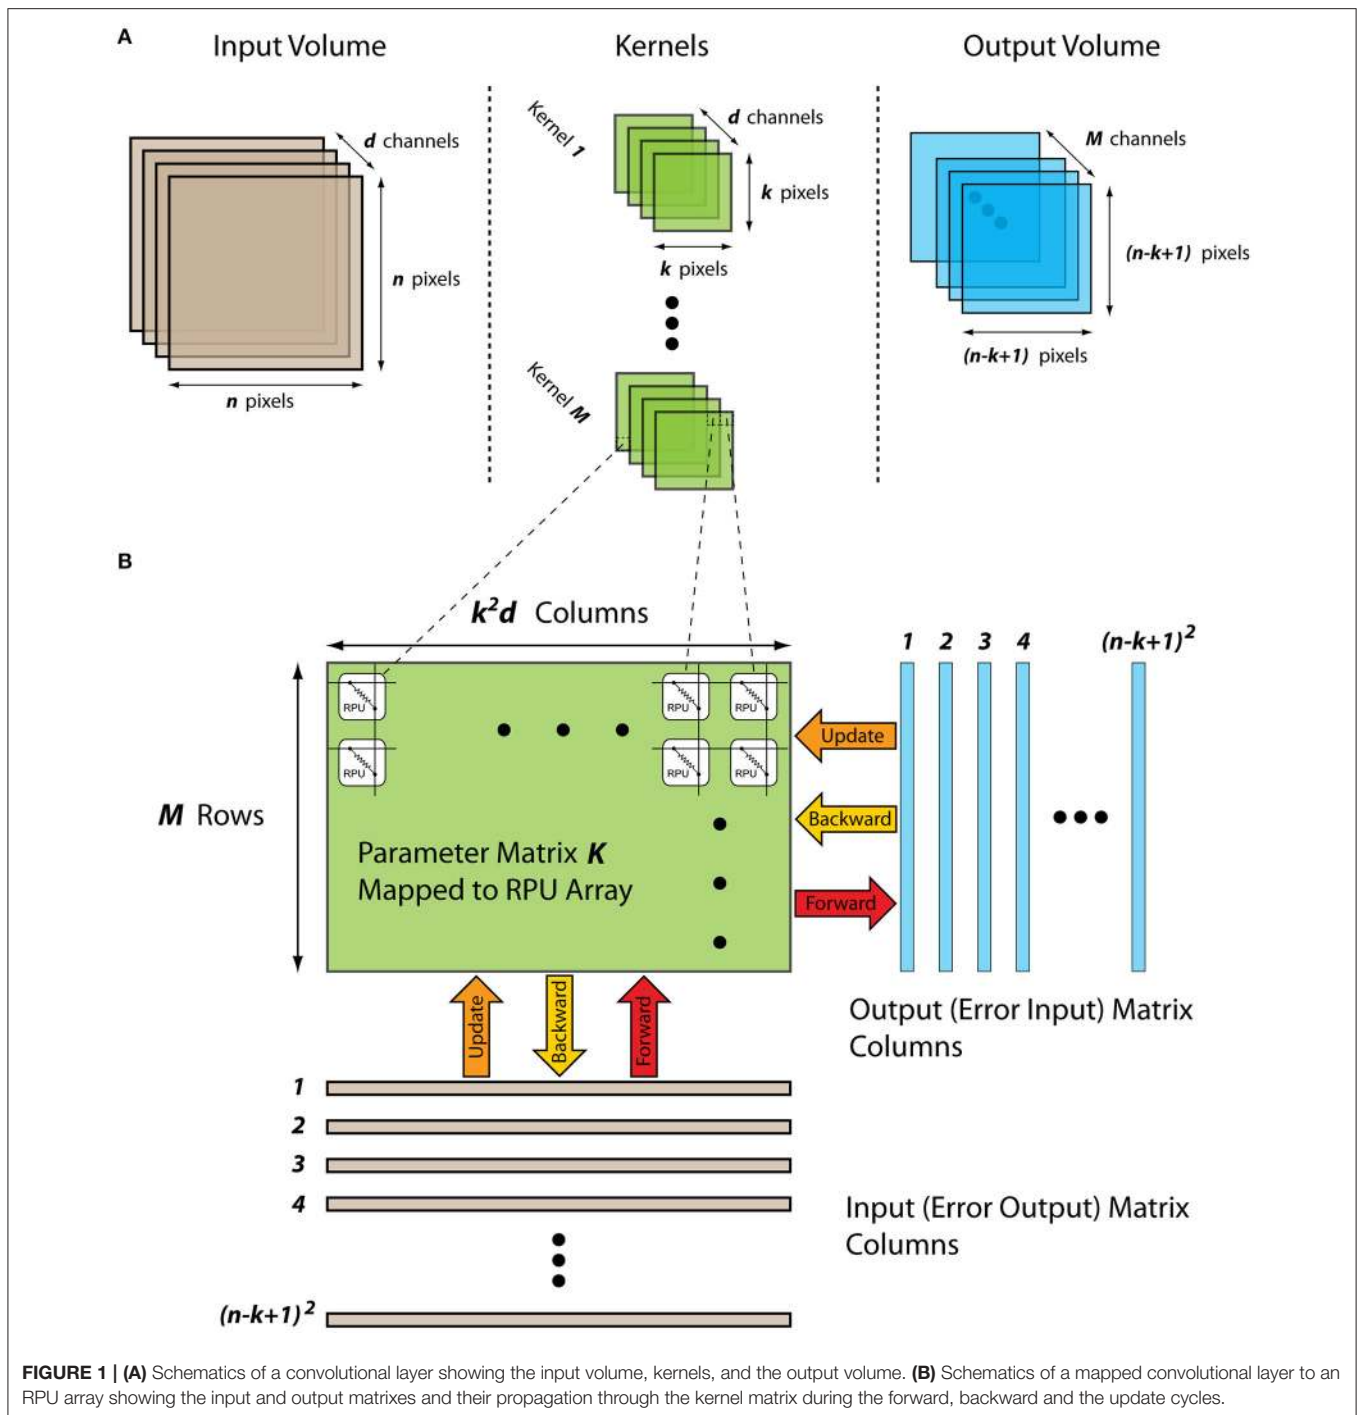 A
Input Volume
Kernels
Output Volume
d channels
n pixels
n pixels
Kernel 1
d channels
k pixels
k pixels
Kernel M
M channels
(n-k+1) pixels
(n-k+1) pixels
B
k²d Columns
M Rows
RPU
RPU
RPU
RPU
RPU
RPU
Parameter Matrix K
Mapped to RPU Array
1 2 3 4 (n-k+1)²
Update
Backward
Forward
Output (Error Input) Matrix
Columns
Update
Backward
Forward
1
2
3
4
(n-k+1)²
Input (Error Output) Matrix
Columns
FIGURE 1 | (A) Schematics of a convolutional layer showing the input volume, kernels, and the output volume. (B) Schematics of a mapped convolutional layer to an
RPU array showing the input and output matrixes and their propagation through the kernel matrix during the forward, backward and the update cycles.